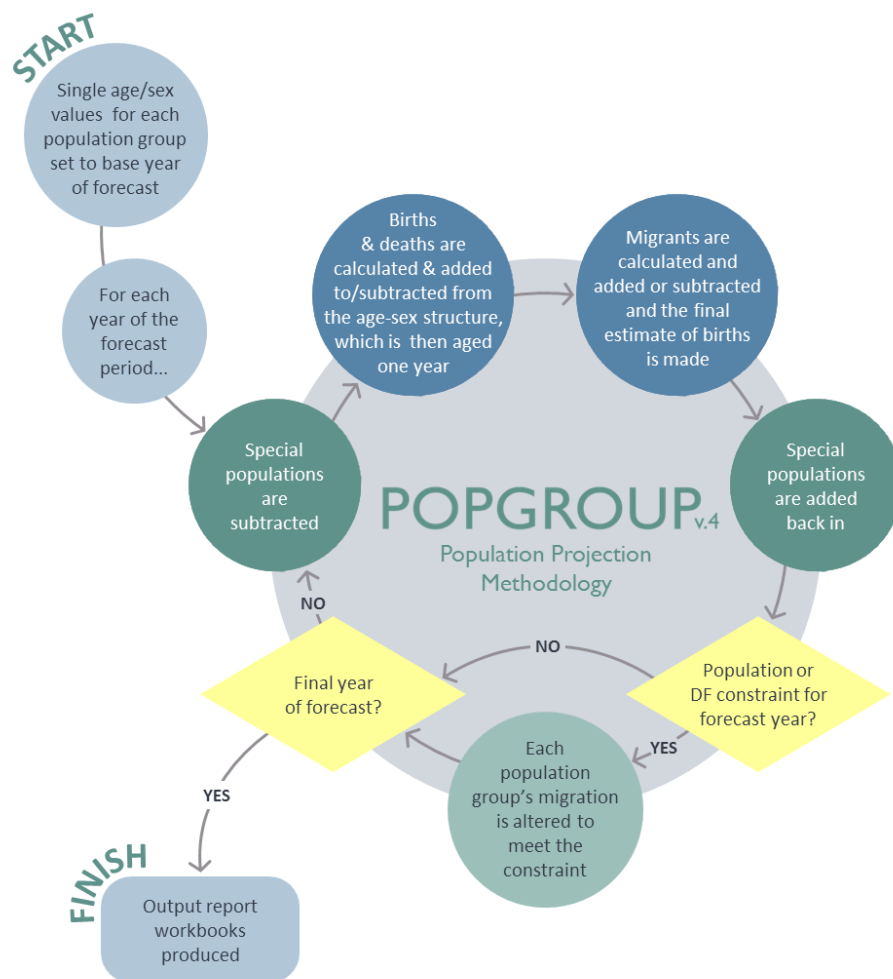 START
Single age/sex
values for each
population group
set to base year
of forecast
For each
year of the
forecast
period...
Special
populations
are
subtracted
Births
& deaths are
calculated & added
to/subtracted from
the age-sex structure,
which is then aged
one year
Migrants are
calculated and
added or subtracted
and the final
estimate of births
is made
Special
populations
are added
back in
POPGROUP v.4
Population Projection
Methodology
Population or
DF constraint for
forecast year?
NO
YES
Each
population
group's migration
is altered to
meet the
constraint
Final year
of forecast?
NO
YES
FINISH
Output report
workbooks
produced